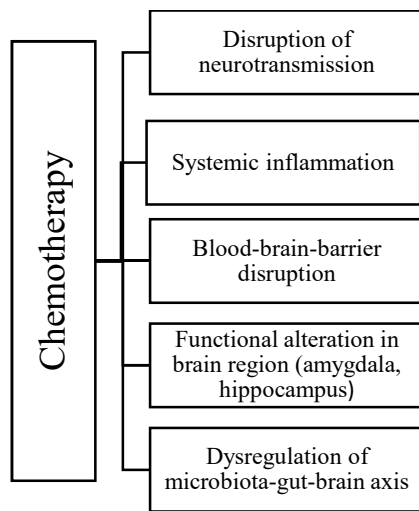 Chemotherapy
Disruption of
neurotransmission
Systemic inflammation
Blood-brain-barrier
disruption
Functional alteration in
brain region (amygdala,
hippocampus)
Dysregulation of
microbiota-gut-brain axis